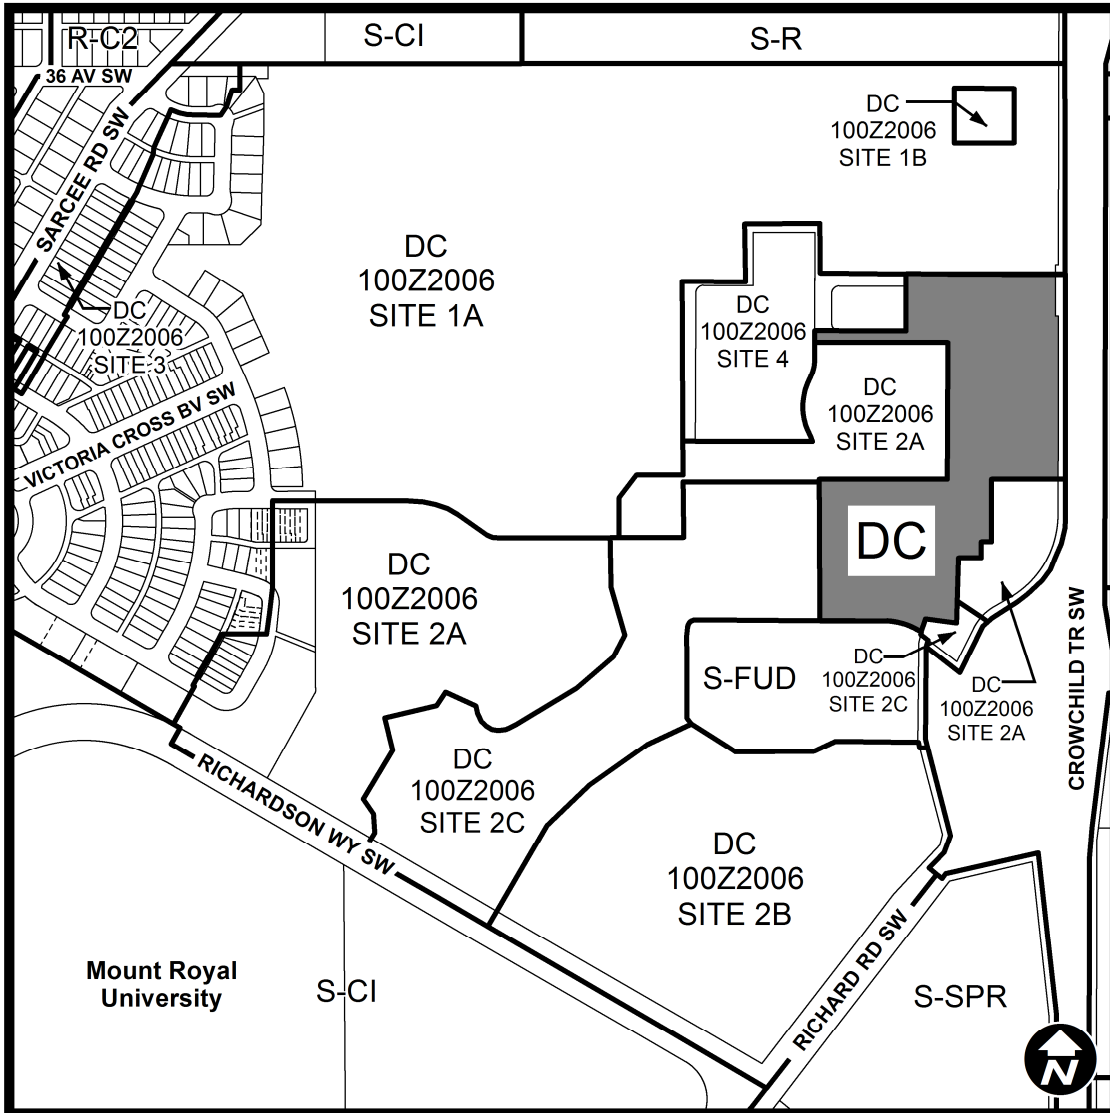 R-C2
S-CI
S-R
36 AV SW
SARCEE RD SW
DC
100Z2006
SITE 1B
DC
100Z2006
SITE 1A
DC
100Z2006
SITE 3
DC
100Z2006
SITE 4
DC
100Z2006
SITE 2A
VICTORIA CROSS BV SW
DC
DC
100Z2006
SITE 2A
CROWCHILD TR SW
S-FUD
DC
100Z2006
SITE 2C
DC
100Z2006
SITE 2A
DC
100Z2006
SITE 2C
RICHARDSON WY SW
DC
100Z2006
SITE 2B
RICHARD RD SW
Mount Royal
University
S-CI
S-SPR
N